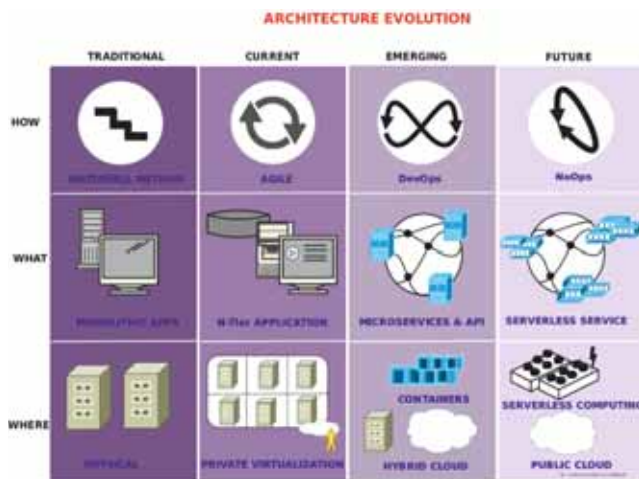 ARCHITECTURE EVOLUTION
TRADITIONAL CURRENT EMERGING FUTURE
HOW
WATERFALL METHOD AGILE DevOps NoOps
WHAT
MONOLITHIC APPS N-Tier APPLICATION MICROSERVICES & API SERVERLESS SERVICE
WHERE
CONTAINERS SERVERLESS COMPUTING
PHYSICAL PRIVATE VIRTUALIZATION HYBRID CLOUD PUBLIC CLOUD